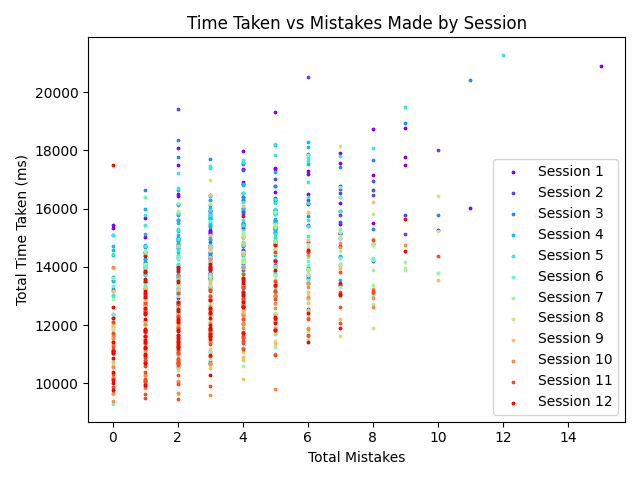 Time Taken vs Mistakes Made by Session
Total Time Taken (ms)
20000
18000
16000
14000
12000
10000
0 2 4 6 8 10 12 14
Total Mistakes
Session 1
Session 2
Session 3
Session 4
Session 5
Session 6
Session 7
Session 8
Session 9
Session 10
Session 11
Session 12